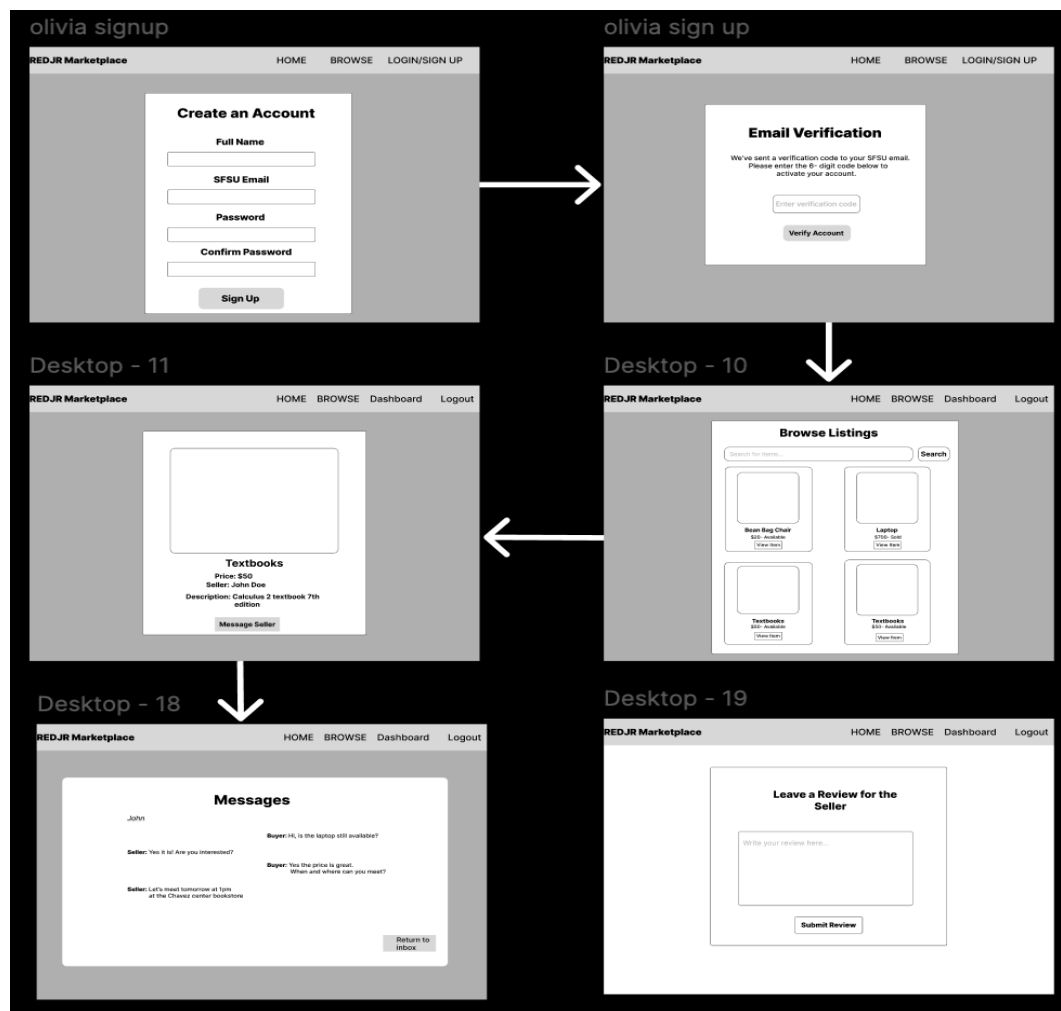 olivia signup
REDJR Marketplace HOME BROWSE LOGIN/SIGN UP
Create an Account
Full Name
SFSU Email
Password
Confirm Password
Sign Up
olivia sign up
REDJR Marketplace HOME BROWSE LOGIN/SIGN UP
Email Verification
We've sent a verification code to your SFSU email.
Please enter the 6- digit code below to
activate your account.
Enter verification code
Verify Account
Desktop - 11
REDJR Marketplace HOME BROWSE Dashboard Logout
Textbooks
Price: $50
Seller: John Doe
Description: Calculus 2 textbook 7th
edition
Message Seller
Desktop - 10
REDJR Marketplace HOME BROWSE Dashboard Logout
Browse Listings
Search for items... Search
Bean Bag Chair
$20- Available
View Item
Laptop
$700- Sold
View Item
Textbooks
$50- Available
View Item
Textbooks
$50- Available
View Item
Desktop - 18
REDJR Marketplace HOME BROWSE Dashboard Logout
Messages
John
Buyer: Hi, is the laptop still available?
Seller: Yes it is! Are you interested?
Buyer: Yes the price is great.
When and where can you meet?
Seller: Let's meet tomorrow at 1pm
at the Chavez center bookstore
Return to
inbox
Desktop - 19
REDJR Marketplace HOME BROWSE Dashboard Logout
Leave a Review for the
Seller
Write your review here...
Submit Review